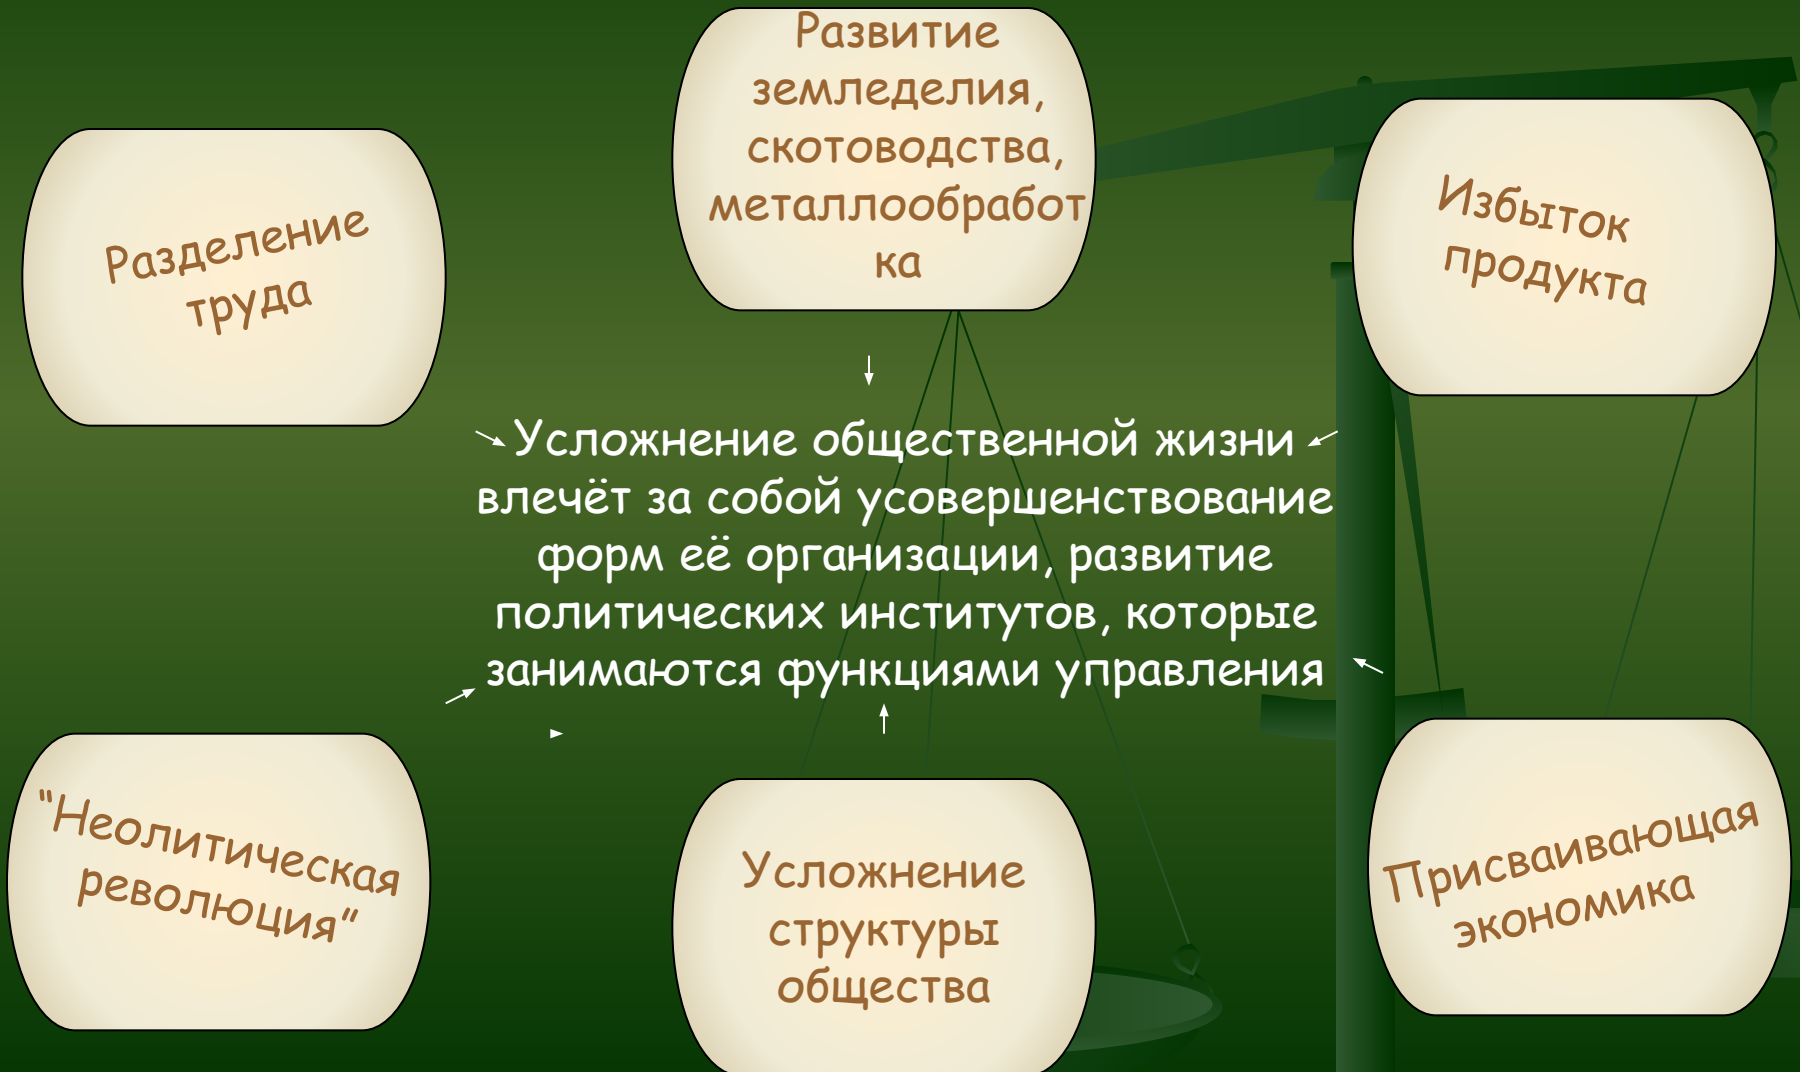 Развитие
земледелия,
скотоводства,
металлообработ
ка
Разделение
труда
Избыток
продукта
Усложнение общественной жизни
влечёт за собой усовершенствование
форм её организации, развитие
политических институтов, которые
занимаются функциями управления
"Неолитическая
революция"
Усложнение
структуры
общества
Присваивающая
экономика